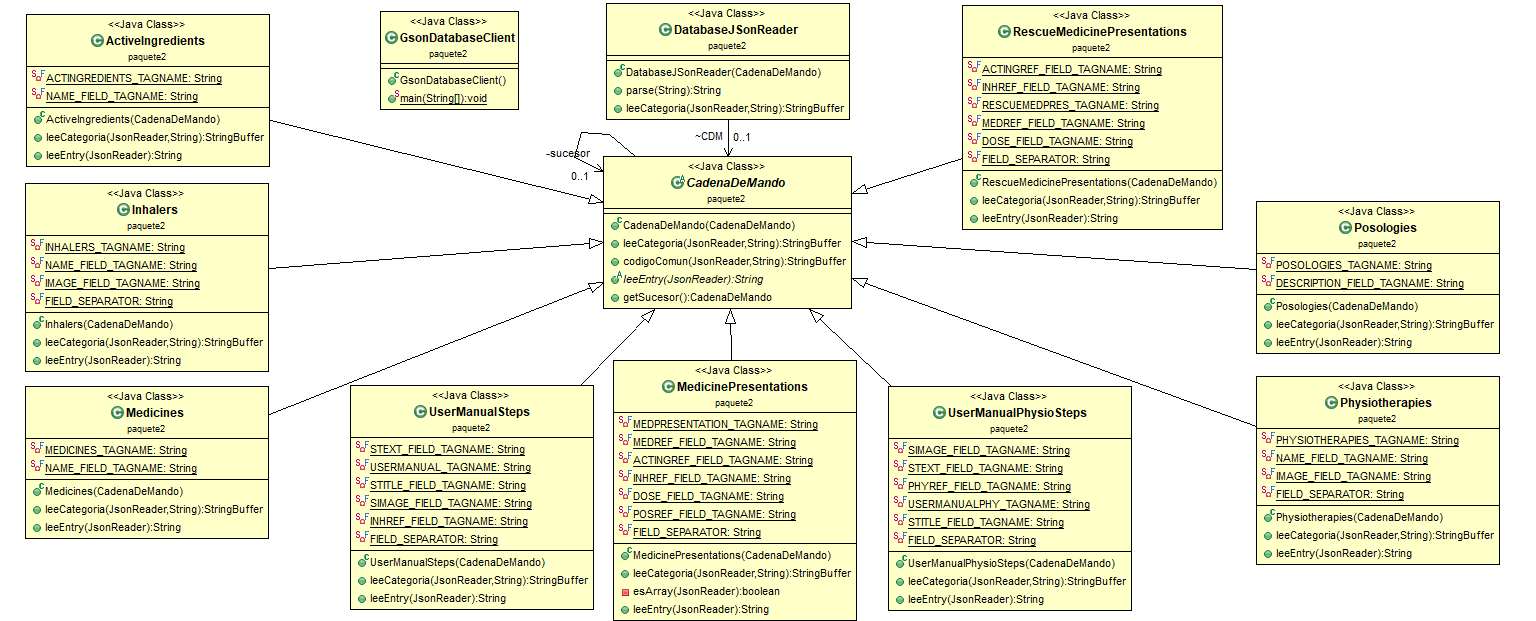 <<Java Class>>
ActiveIngredients
paquete2
ACTINGREDIENTS_TAGNAME: String
NAME_FIELD_TAGNAME: String
ActiveIngredients(CadenaDeMando)
leeCategoria(JsonReader,String):StringBuffer
leeEntry(JsonReader):String
<<Java Class>>
GsonDatabaseClient
paquete2
GsonDatabaseClient()
main(String[]):void
<<Java Class>>
DatabaseJSonReader
paquete2
DatabaseJSonReader(CadenaDeMando)
parse(String):String
leeCategoria(JsonReader,String):StringBuffer
<<Java Class>>
RescueMedicinePresentations
paquete2
ACTINGREF_FIELD_TAGNAME: String
INHREF_FIELD_TAGNAME: String
RESCUEMEDPRES_TAGNAME: String
MEDREF_FIELD_TAGNAME: String
DOSE_FIELD_TAGNAME: String
FIELD_SEPARATOR: String
RescueMedicinePresentations(CadenaDeMando)
leeCategoria(JsonReader,String):StringBuffer
leeEntry(JsonReader):String
~CDM
0..1
-sucesor
0..1
<<Java Class>>
CadenaDeMando
paquete2
CadenaDeMando(CadenaDeMando)
leeCategoria(JsonReader,String):StringBuffer
codigoComun(JsonReader,String):StringBuffer
leeEntry(JsonReader):String
getSucesor():CadenaDeMando
<<Java Class>>
Inhalers
paquete2
INHALERS_TAGNAME: String
NAME_FIELD_TAGNAME: String
IMAGE_FIELD_TAGNAME: String
FIELD_SEPARATOR: String
Inhalers(CadenaDeMando)
leeCategoria(JsonReader,String):StringBuffer
leeEntry(JsonReader):String
<<Java Class>>
Posologies
paquete2
POSOLOGIES_TAGNAME: String
DESCRIPTION_FIELD_TAGNAME: String
Posologies(CadenaDeMando)
leeCategoria(JsonReader,String):StringBuffer
leeEntry(JsonReader):String
<<Java Class>>
Medicines
paquete2
MEDICINES_TAGNAME: String
NAME_FIELD_TAGNAME: String
Medicines(CadenaDeMando)
leeCategoria(JsonReader,String):StringBuffer
leeEntry(JsonReader):String
<<Java Class>>
UserManualSteps
paquete2
STEXT_FIELD_TAGNAME: String
USERMANUAL_TAGNAME: String
STITLE_FIELD_TAGNAME: String
SIMAGE_FIELD_TAGNAME: String
INHREF_FIELD_TAGNAME: String
FIELD_SEPARATOR: String
UserManualSteps(CadenaDeMando)
leeCategoria(JsonReader,String):StringBuffer
leeEntry(JsonReader):String
<<Java Class>>
MedicinePresentations
paquete2
MEDPRESENTATION_TAGNAME: String
MEDREF_FIELD_TAGNAME: String
ACTINGREF_FIELD_TAGNAME: String
INHREF_FIELD_TAGNAME: String
DOSE_FIELD_TAGNAME: String
POSREF_FIELD_TAGNAME: String
FIELD_SEPARATOR: String
MedicinePresentations(CadenaDeMando)
leeCategoria(JsonReader,String):StringBuffer
esArray(JsonReader):boolean
leeEntry(JsonReader):String
<<Java Class>>
UserManualPhysioSteps
paquete2
SIMAGE_FIELD_TAGNAME: String
STEXT_FIELD_TAGNAME: String
PHYREF_FIELD_TAGNAME: String
USERMANUALPHY_TAGNAME: String
STITLE_FIELD_TAGNAME: String
FIELD_SEPARATOR: String
UserManualPhysioSteps(CadenaDeMando)
leeCategoria(JsonReader,String):StringBuffer
leeEntry(JsonReader):String
<<Java Class>>
Physiotherapies
paquete2
PHYSIOTHERAPIES_TAGNAME: String
NAME_FIELD_TAGNAME: String
IMAGE_FIELD_TAGNAME: String
FIELD_SEPARATOR: String
Physiotherapies(CadenaDeMando)
leeCategoria(JsonReader,String):StringBuffer
leeEntry(JsonReader):String